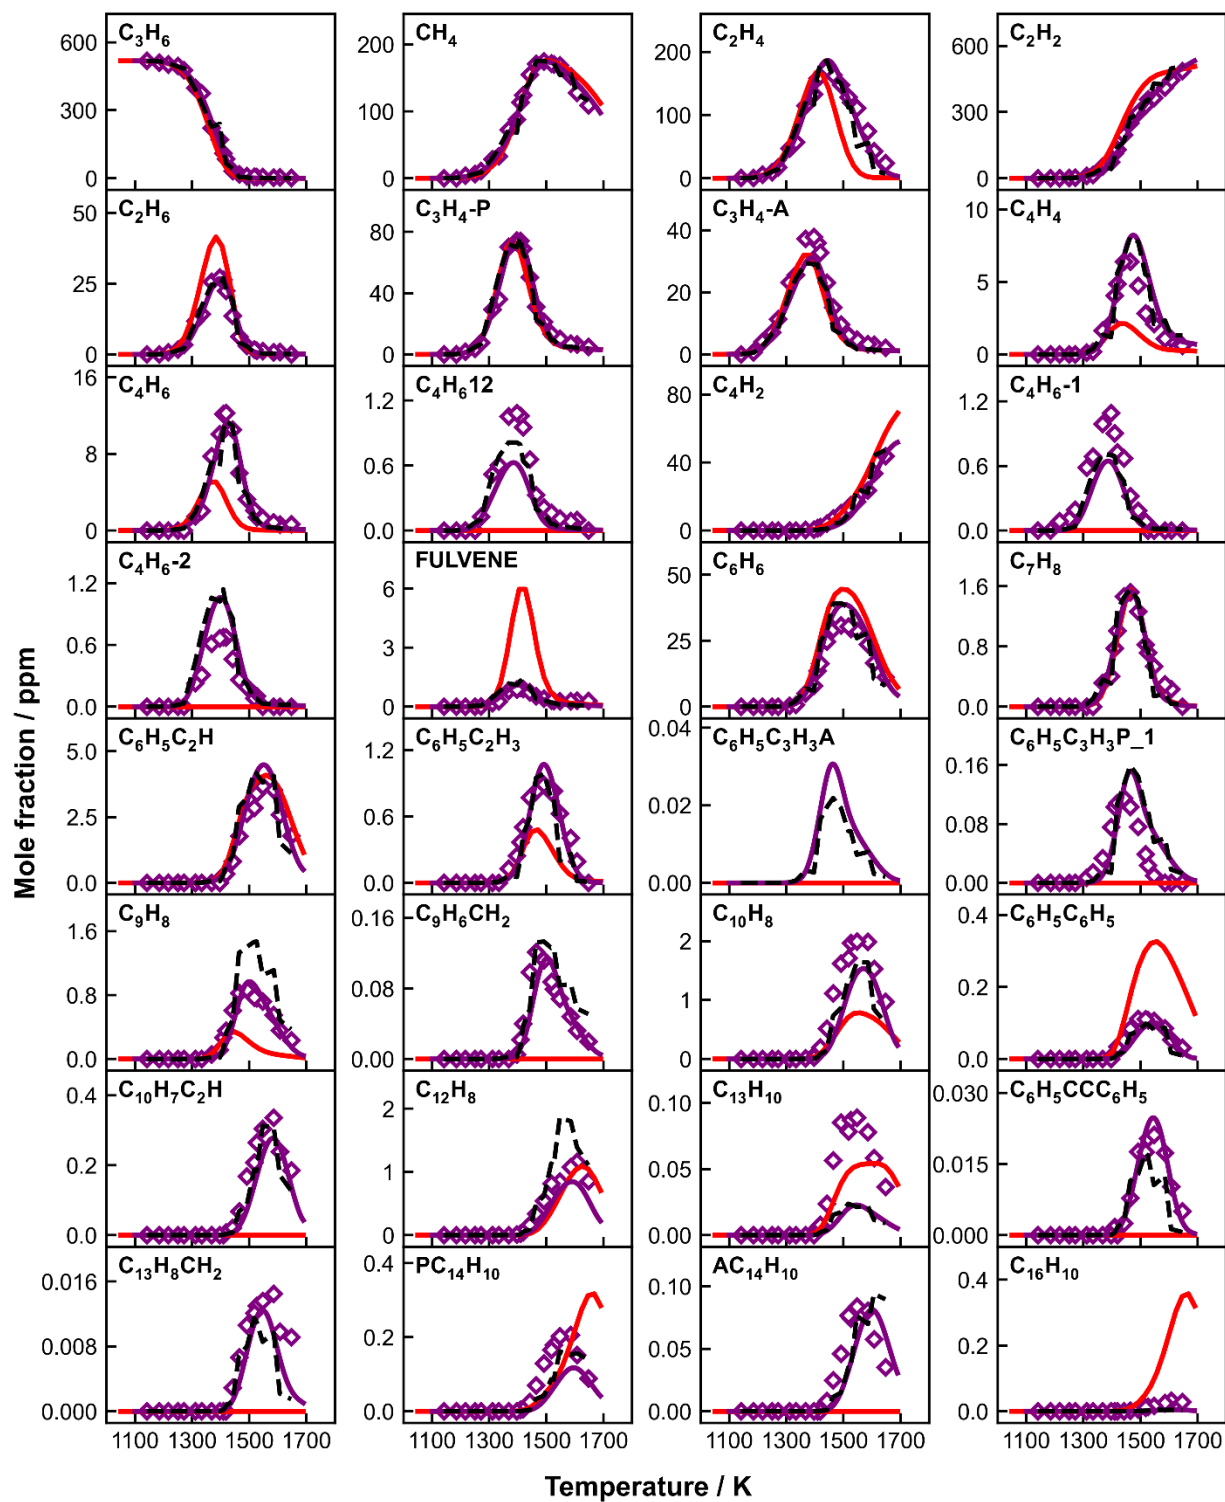 C₃H₆ CH₄ C₂H₄ C₂H₂
600 200 200 600
300 100 100 300
0 0 0 0
C₂H₆ C₃H₄-P C₃H₄-A C₄H₄
50 80 40 10
25 40 20 5
0 0 0 0
C₄H₆ C₄H₆12 C₄H₂ C₄H₆-1
16 1.2 80 1.2
8 0.6 40 0.6
0 0.0 0 0.0
C₄H₆-2 FULVENE C₆H₆ C₇H₈
1.2 6 50 1.6
0.6 3 25 0.8
0.0 0 0 0.0
C₆H₅C₂H C₆H₅C₂H₃ C₆H₅C₃H₃A C₆H₅C₃H₃P_1
5.0 1.2 0.04 0.16
2.5 0.6 0.02 0.08
0.0 0.0 0.00 0.00
C₉H₈ C₉H₆CH₂ C₁₀H₈ C₆H₅C₆H₅
1.6 0.16 2 0.4
0.8 0.08 1 0.2
0.0 0.00 0 0.0
C₁₀H₇C₂H C₁₂H₈ C₁₃H₁₀ C₆H₅CCC₆H₅
0.4 2 0.10 0.030
0.2 1 0.05 0.015
0.0 0 0.00 0.000
C₁₃H₈CH₂ PC₁₄H₁₀ AC₁₄H₁₀ C₁₆H₁₀
0.016 0.4 0.10 0.4
0.008 0.2 0.05 0.2
0.000 0.0 0.00 0.0
1100 1300 1500 1700 1100 1300 1500 1700 1100 1300 1500 1700 1100 1300 1500 1700
Mole fraction / ppm
Temperature / K